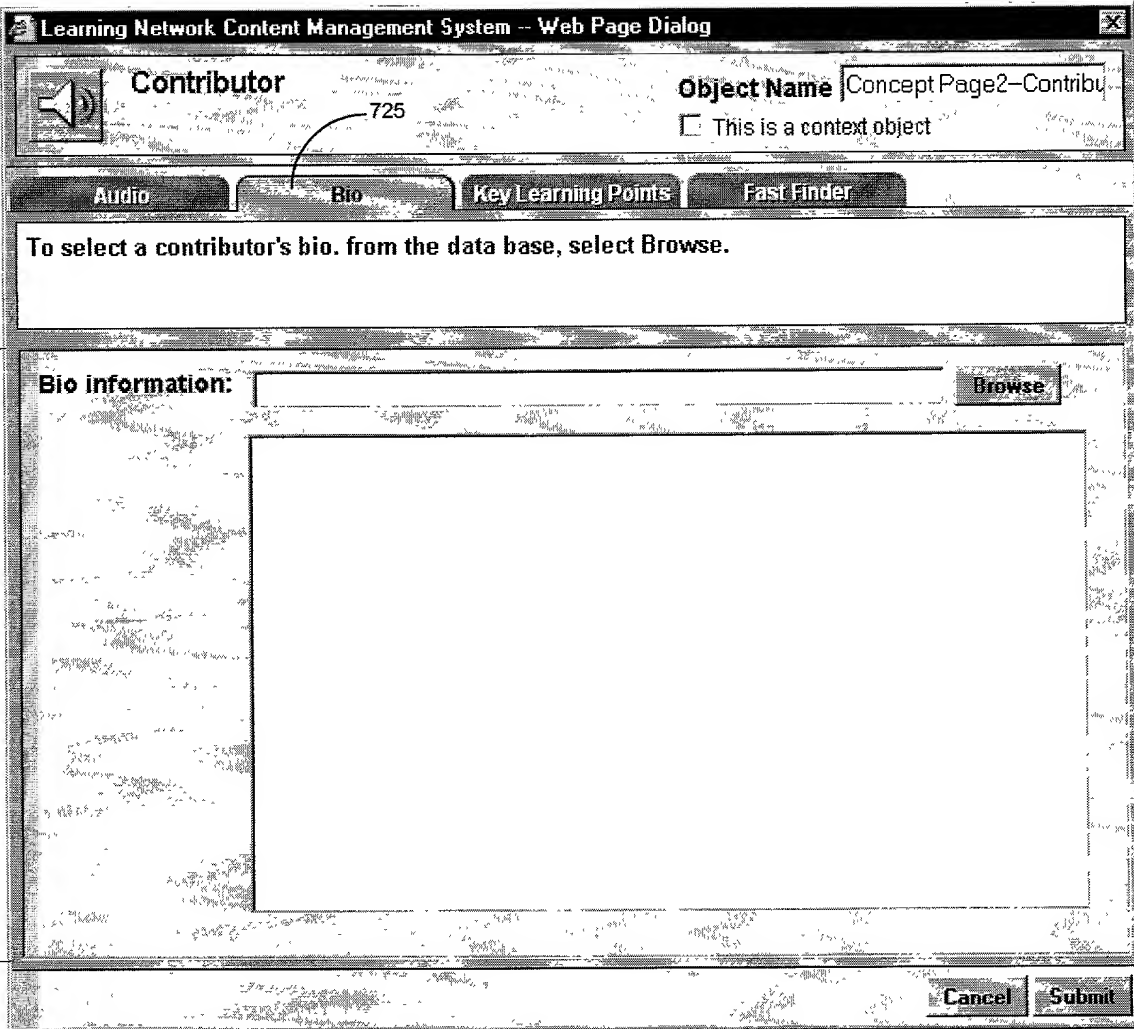 Learning Network Content Management System -- Web Page Dialog
Contributor
Object Name Concept Page2-Contribu
725
This is a context object
Audio Bio Key Learning Points Fast Finder
To select a contributor's bio. from the data base, select Browse.
Bio information: Browse
Cancel Submit